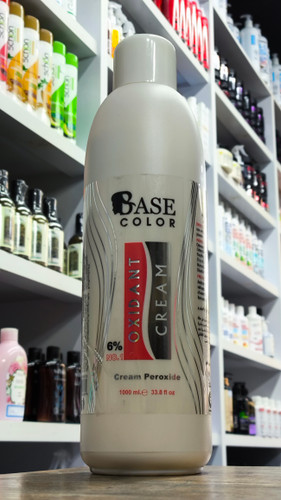 BASE
COLOR
OXIDANT
CREAM
6%
Cream Peroxide
1000 ml. e 33.8 fl oz